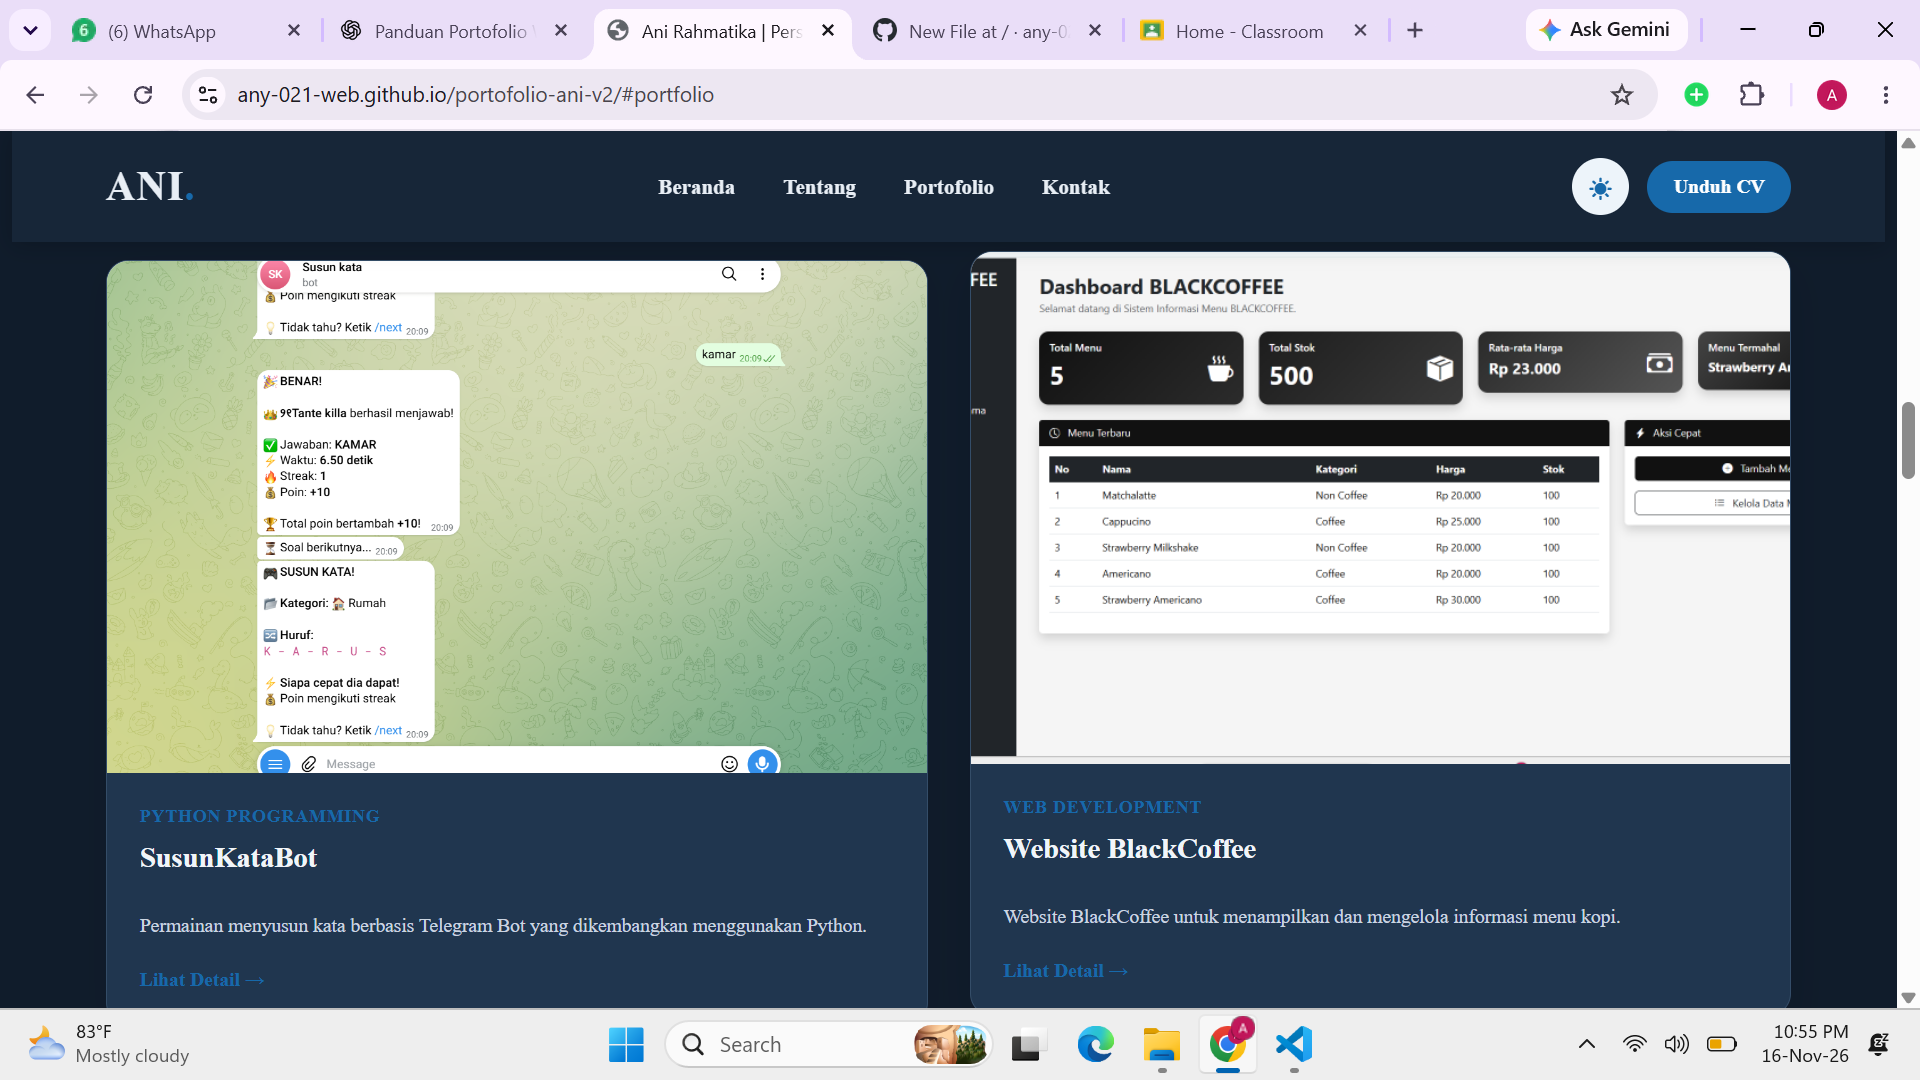 (6) WhatsApp
Panduan Portofolio
Ani Rahmatika | Pers
New File at / · any-0
Home - Classroom
Ask Gemini
any-021-web.github.io/portofolio-ani-v2/#portfolio
A
ANI.
Beranda
Tentang
Portofolio
Kontak
Unduh CV
SK
Susun kata
bot
Poin mengikuti streak
Tidak tahu? Ketik /next 20:09
kamar 20:09
BENAR!
Tante killa berhasil menjawab!
Jawaban: KAMAR
Waktu: 6.50 detik
Streak: 1
Poin: +10
Total poin bertambah +10! 20:09
Soal berikutnya... 20:09
SUSUN KATA!
Kategori: Rumah
Huruf:
K - A - R - U - S
Siapa cepat dia dapat!
Poin mengikuti streak
Tidak tahu? Ketik /next 20:09
Message
PYTHON PROGRAMMING
SusunKataBot
Permainan menyusun kata berbasis Telegram Bot yang dikembangkan menggunakan Python.
Lihat Detail →
FEE
ma
Dashboard BLACKCOFFEE
Selamat datang di Sistem Informasi Menu BLACKCOFFEE.
Total Menu
5
Total Stok
500
Rata-rata Harga
Rp 23.000
Menu Termahal
Strawberry A
Menu Terbaru
No Nama Kategori Harga Stok
1 Matchalatte Non Coffee Rp 20.000 100
2 Cappucino Coffee Rp 25.000 100
3 Strawberry Milkshake Non Coffee Rp 20.000 100
4 Americano Coffee Rp 20.000 100
5 Strawberry Americano Coffee Rp 30.000 100
Aksi Cepat
Tambah Me
Kelola Data
WEB DEVELOPMENT
Website BlackCoffee
Website BlackCoffee untuk menampilkan dan mengelola informasi menu kopi.
Lihat Detail →
83°F
Mostly cloudy
Search
A
10:55 PM
16-Nov-26